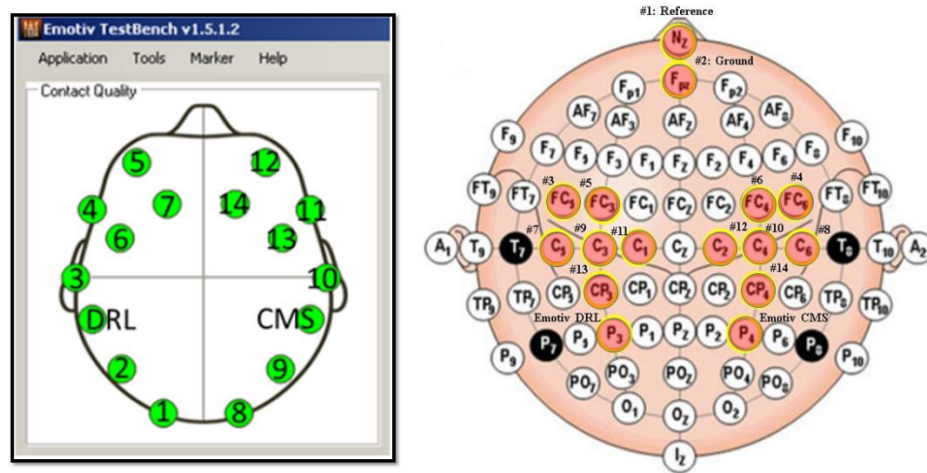 Emotiv TestBench v1.5.1.2
Application Tools Marker Help
Contact Quality
5 12
4 7 14 11
6 13
3 10
DRL CMS
2 9
1 8
#1: Reference
Nz
#2: Ground
Fp1 Fpz Fp2
AF7 AF3 AFz AF4 AF8
F9 F7 F5 F3 F1 Fz F2 F4 F6 F8 F10
#3 #5 #6 #4
FT9 FT7 FC5 FC3 FC1 FCz FC2 FC4 FC6 FT8 FT10
#7 #9 #11 #12 #10 #8
A1 T9 T7 C5 C3 C1 Cz C2 C4 C6 T8 T10 A2
#13 #14
TP9 TP7 CP5 CP3 CP1 CPz CP2 CP4 CP6 TP8 TP10
Emotiv DRL Emotiv CMS
P9 P7 P5 P3 P1 Pz P2 P4 P6 P8 P10
PO7 PO3 POz PO4 PO8
O1 Oz O2
Iz